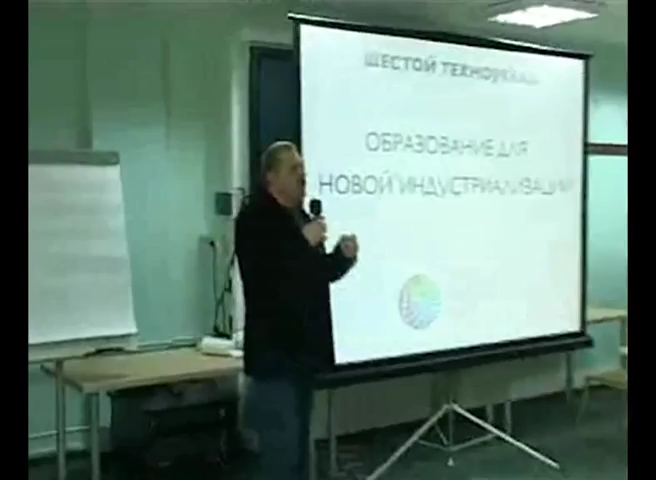 ШЕСТОЙ ТЕХНОУКЛАД
ОБРАЗОВАНИЕ ДЛЯ
НОВОЙ ИНДУСТРИАЛИЗАЦИИ